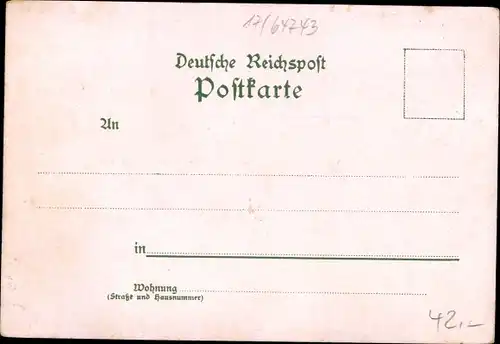 17/64743
Deutsche Reichspost
Postkarte
An
in
Wohnung
(Straße und Hausnummer)
42,-